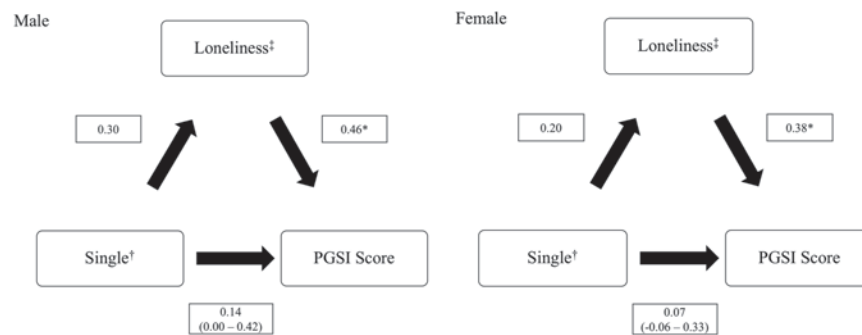 Male
Loneliness‡
0.30
0.46*
Single†
PGSI Score
0.14
(0.00 – 0.42)
Female
Loneliness‡
0.20
0.38*
Single†
PGSI Score
0.07
(-0.06 – 0.33)